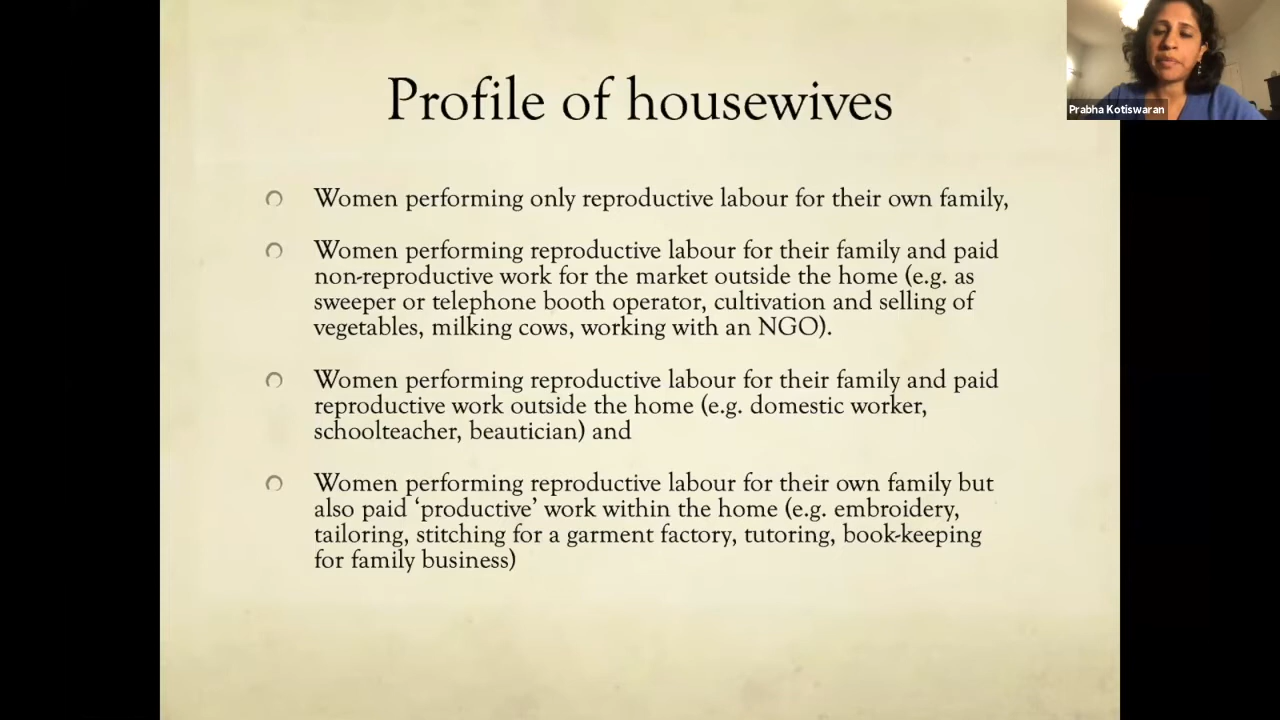 Profile of housewives
Prabha Kotiswaran
Women performing only reproductive labour for their own family,
Women performing reproductive labour for their family and paid
non-reproductive work for the market outside the home (e.g. as
sweeper or telephone booth operator, cultivation and selling of
vegetables, milking cows, working with an NGO).
Women performing reproductive labour for their family and paid
reproductive work outside the home (e.g. domestic worker,
schoolteacher, beautician) and
Women performing reproductive labour for their own family but
also paid ‘productive’ work within the home (e.g. embroidery,
tailoring, stitching for a garment factory, tutoring, book-keeping
for family business)